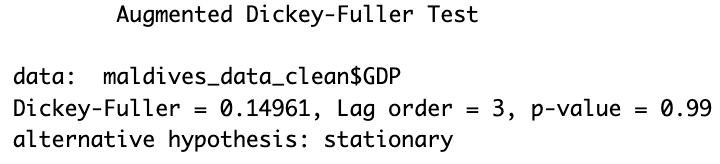 Augmented Dickey-Fuller Test
data:  maldives_data_clean$GDP
Dickey-Fuller = 0.14961, Lag order = 3, p-value = 0.99
alternative hypothesis: stationary